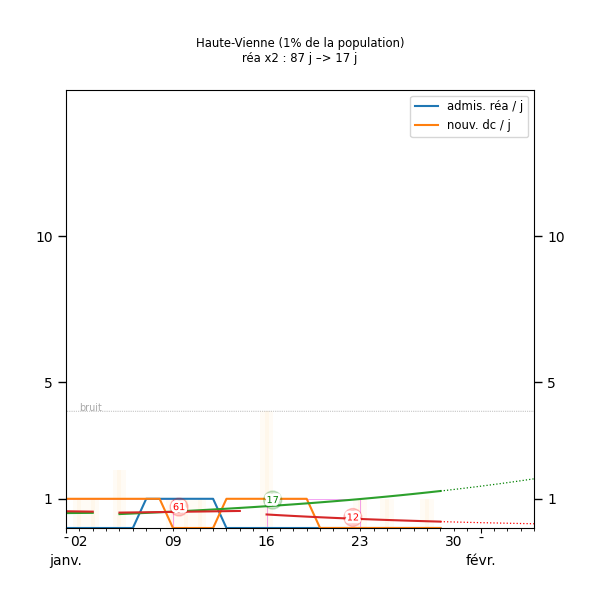 Haute-Vienne (1% de la population)
réa x2 : 87 j –> 17 j
admis. réa / j
nouv. dc / j
10
10
5
5
bruit
1
1
61
17
12
02
09
16
23
30
-
janv.
févr.